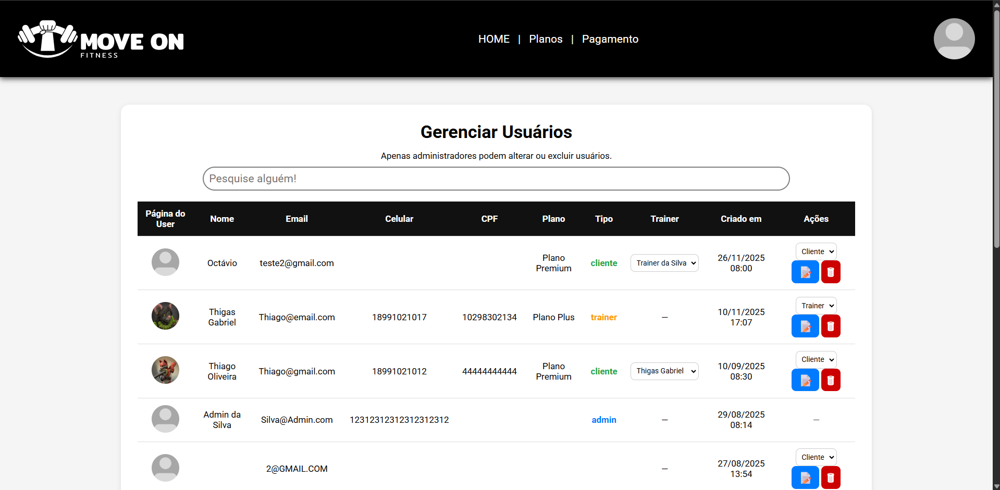 MOVE ON
FITNESS
HOME | Planos | Pagamento
Gerenciar Usuários
Apenas administradores podem alterar ou excluir usuários.
Pesquise alguém!
Página do
User
Nome
Email
Celular
CPF
Plano
Tipo
Trainer
Criado em
Ações
Octávio
teste2@gmail.com
Plano
Premium
cliente
Trainer da Silva
26/11/2025
08:00
Cliente
Thigas
Gabriel
Thiago@email.com
18991021017
10298302134
Plano Plus
trainer
—
10/11/2025
17:07
Trainer
Thiago
Oliveira
Thiago@gmail.com
18991021012
44444444444
Plano
Premium
cliente
Thigas Gabriel
10/09/2025
08:30
Cliente
Admin da
Silva
Silva@Admin.com
12312312312312312312
admin
—
29/08/2025
08:14
—
2@GMAIL.COM
—
27/08/2025
13:54
Cliente